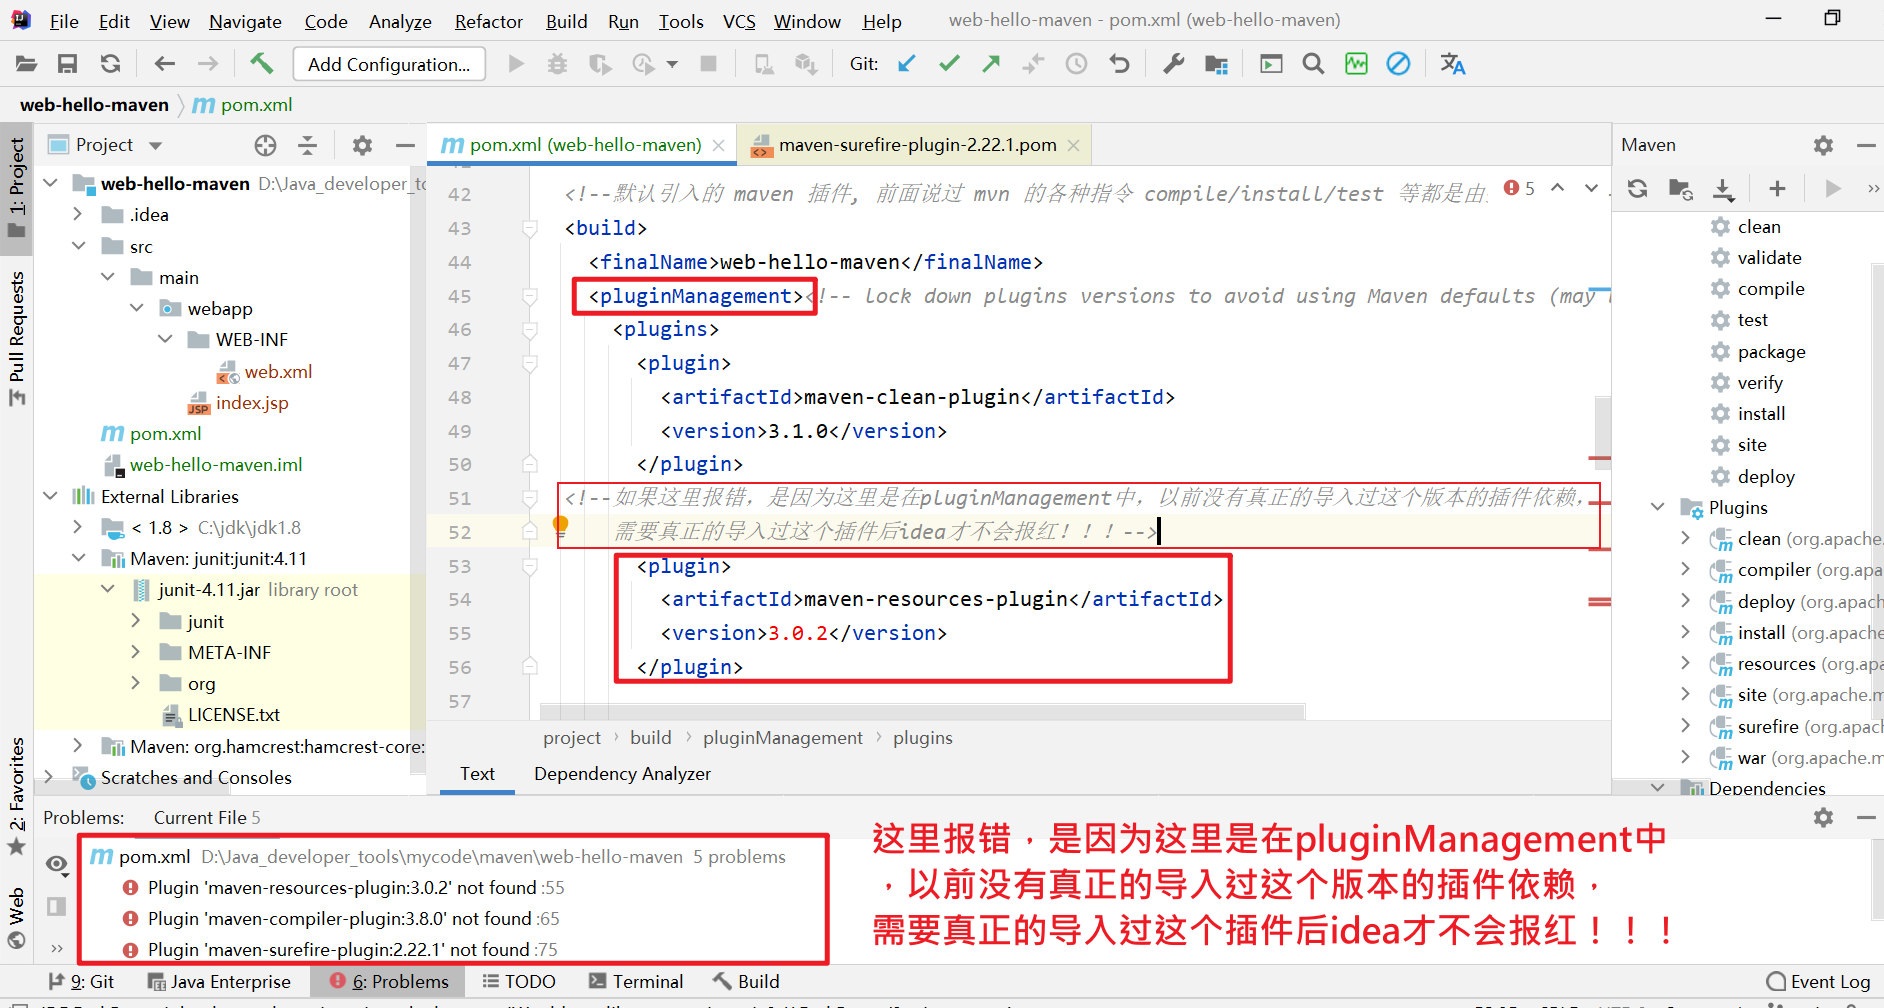 File Edit View Navigate Code Analyze Refactor Build Run Tools VCS Window Help web-hello-maven - pom.xml (web-hello-maven)
Add Configuration... Git:
web-hello-maven pom.xml
Project
pom.xml (web-hello-maven)
maven-surefire-plugin-2.22.1.pom
Maven
1: Project
Pull Requests
2: Favorites
Web
web-hello-maven D:\Java_developer_to
.idea
src
main
webapp
WEB-INF
web.xml
index.jsp
JSP
pom.xml
web-hello-maven.iml
External Libraries
< 1.8 > C:\jdk\jdk1.8
Maven: junit:junit:4.11
junit-4.11.jar library root
junit
META-INF
org
LICENSE.txt
Maven: org.hamcrest:hamcrest-core:
Scratches and Consoles
42 <!--默认引入的 maven 插件, 前面说过 mvn 的各种指令 compile/install/test 等都是由 5
43 <build>
44 <finalName>web-hello-maven</finalName>
45 <pluginManagement><!-- lock down plugins versions to avoid using Maven defaults (may
46 <plugins>
47 <plugin>
48 <artifactId>maven-clean-plugin</artifactId>
49 <version>3.1.0</version>
50 </plugin>
51 <!--如果这里报错，是因为这里是在pluginManagement中，以前没有真正的导入过这个版本的插件依赖，
52 需要真正的导入过这个插件后idea才不会报红！！！-->
53 <plugin>
54 <artifactId>maven-resources-plugin</artifactId>
55 <version>3.0.2</version>
56 </plugin>
57
project › build › pluginManagement › plugins
Text Dependency Analyzer
clean
validate
compile
test
package
verify
install
site
deploy
Plugins
clean (org.apache.
compiler (org.apa
deploy (org.apach
install (org.apache
resources (org.apa
site (org.apache.m
surefire (org.apac
war (org.apache.m
Dependencies
Problems: Current File 5
pom.xml D:\Java_developer_tools\mycode\maven\web-hello-maven 5 problems
Plugin 'maven-resources-plugin:3.0.2' not found :55
Plugin 'maven-compiler-plugin:3.8.0' not found :65
Plugin 'maven-surefire-plugin:2.22.1' not found :75
这里报错，是因为这里是在pluginManagement中
，以前没有真正的导入过这个版本的插件依赖，
需要真正的导入过这个插件后idea才不会报红！！！
9: Git Java Enterprise 6: Problems TODO Terminal Build Event Log